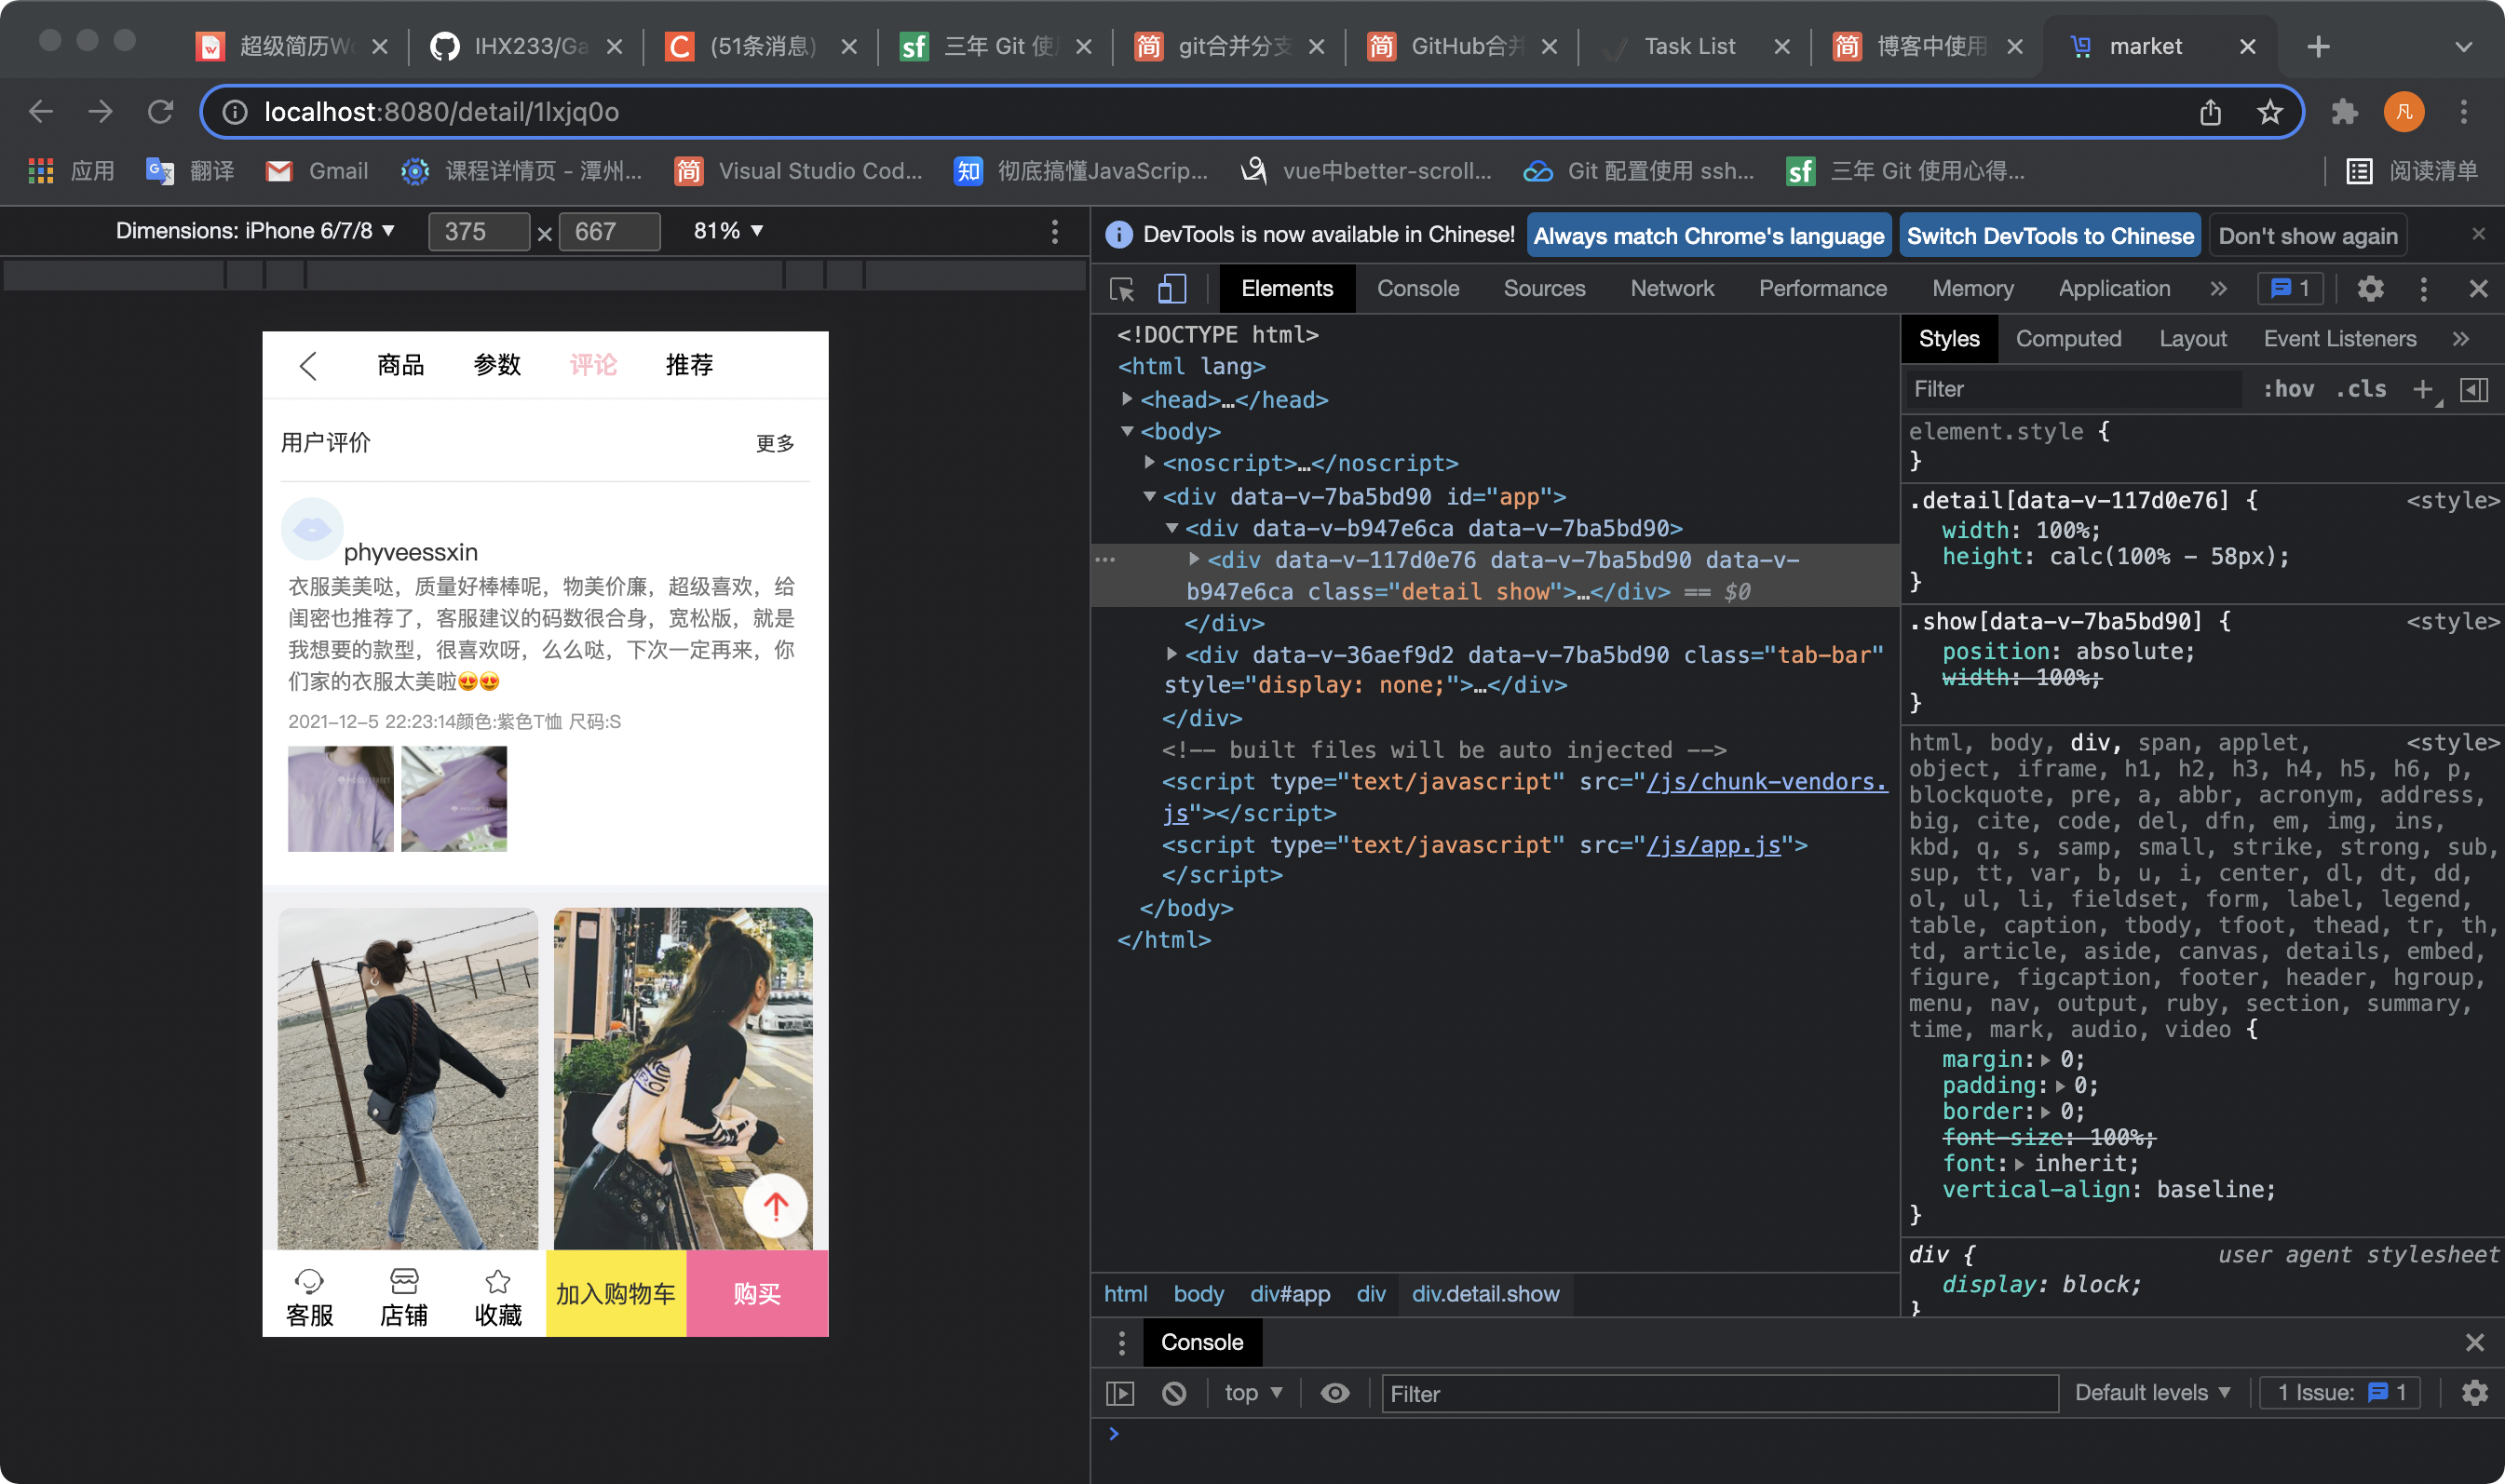 超级简历W
IHX233/Ga
(51条消息)
三年 Git 使
git合并分支
GitHub合并
Task List
博客中使用
market
localhost:8080/detail/1lxjq0o
凡
应用
翻译
Gmail
课程详情页 - 潭州...
Visual Studio Cod...
彻底搞懂JavaScrip...
vue中better-scroll...
Git 配置使用 ssh...
三年 Git 使用心得...
阅读清单
Dimensions: iPhone 6/7/8 ▼ 375 × 667 81% ▼
商品 参数 评论 推荐
用户评价 更多
phyveessxin
衣服美美哒，质量好棒棒呢，物美价廉，超级喜欢，给
闺密也推荐了，客服建议的码数很合身，宽松版，就是
我想要的款型，很喜欢呀，么么哒，下次一定再来，你
们家的衣服太美啦😍😍
2021-12-5 22:23:14颜色:紫色T恤 尺码:S
客服 店铺 收藏 加入购物车 购买
DevTools is now available in Chinese! Always match Chrome's language Switch DevTools to Chinese Don't show again
Elements Console Sources Network Performance Memory Application » 1
<!DOCTYPE html>
<html lang>
<head>…</head>
<body>
<noscript>…</noscript>
<div data-v-7ba5bd90 id="app">
<div data-v-b947e6ca data-v-7ba5bd90>
<div data-v-117d0e76 data-v-7ba5bd90 data-v-
b947e6ca class="detail show">…</div> == $0
</div>
<div data-v-36aef9d2 data-v-7ba5bd90 class="tab-bar"
style="display: none;">…</div>
</div>
<!-- built files will be auto injected -->
<script type="text/javascript" src="/js/chunk-vendors.
js"></script>
<script type="text/javascript" src="/js/app.js">
</script>
</body>
</html>
html body div#app div div.detail.show
Styles Computed Layout Event Listeners »
Filter :hov .cls +
element.style {
}
.detail[data-v-117d0e76] { <style>
width: 100%;
height: calc(100% - 58px);
}
.show[data-v-7ba5bd90] { <style>
position: absolute;
width: 100%;
}
html, body, div, span, applet, <style>
object, iframe, h1, h2, h3, h4, h5, h6, p,
blockquote, pre, a, abbr, acronym, address,
big, cite, code, del, dfn, em, img, ins,
kbd, q, s, samp, small, strike, strong, sub,
sup, tt, var, b, u, i, center, dl, dt, dd,
ol, ul, li, fieldset, form, label, legend,
table, caption, tbody, tfoot, thead, tr, th,
td, article, aside, canvas, details, embed,
figure, figcaption, footer, header, hgroup,
menu, nav, output, ruby, section, summary,
time, mark, audio, video {
margin: 0;
padding: 0;
border: 0;
font-size: 100%;
font: inherit;
vertical-align: baseline;
}
div { user agent stylesheet
display: block;
}
Console
top ▼ Filter Default levels ▼ 1 Issue: 1